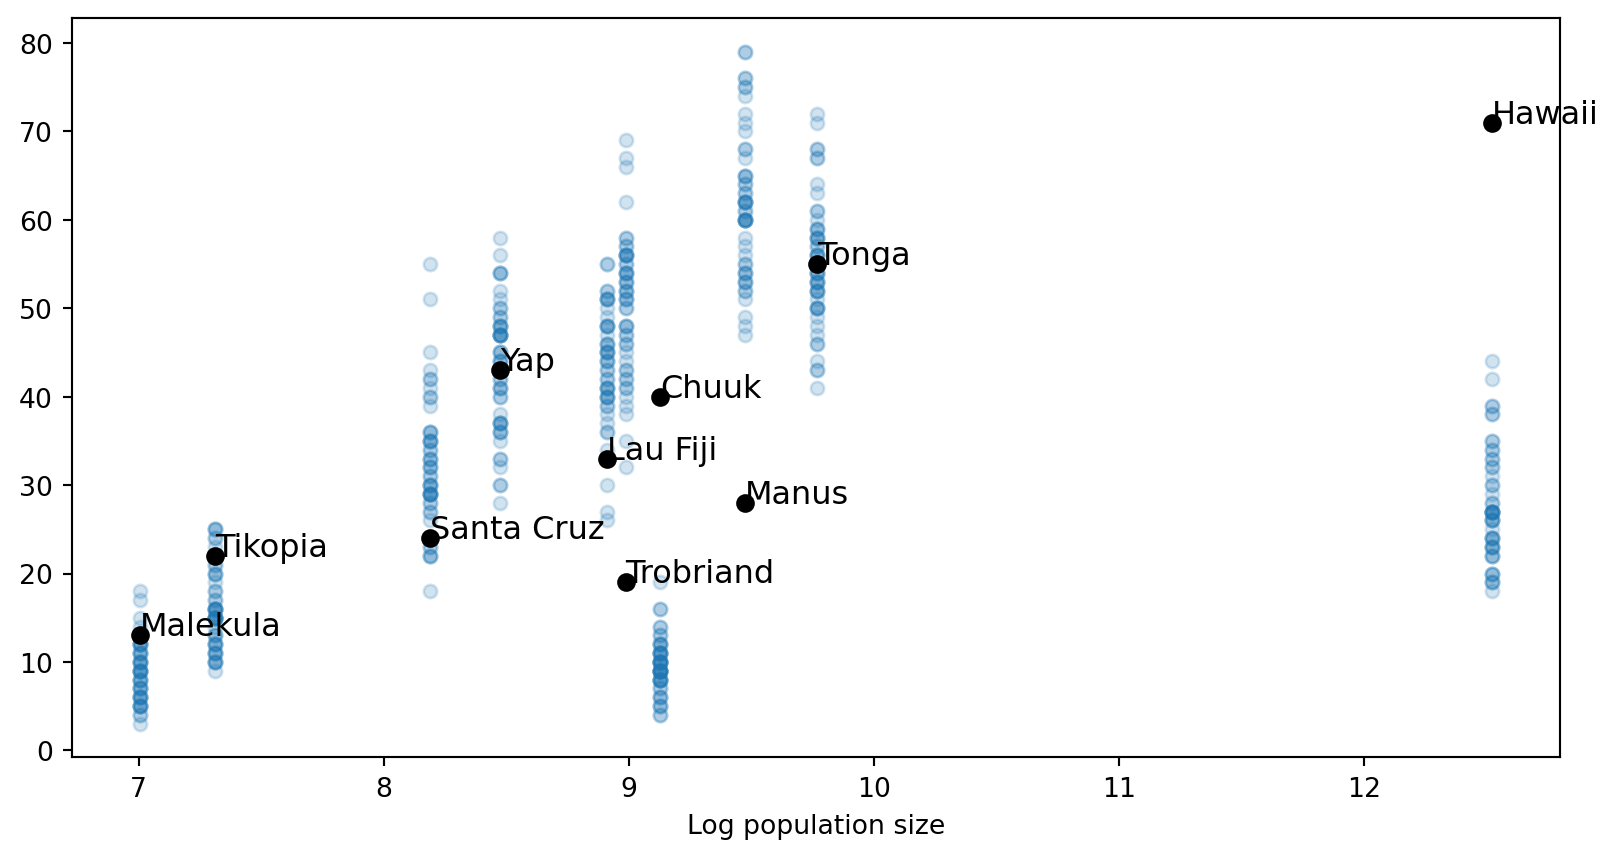 80
70
60
50
40
30
20
10
0
Hawaii
Tonga
Yap
Chuuk
Lau Fiji
Manus
Santa Cruz
Tikopia
Trobriand
Malekula
7 8 9 10 11 12
Log population size